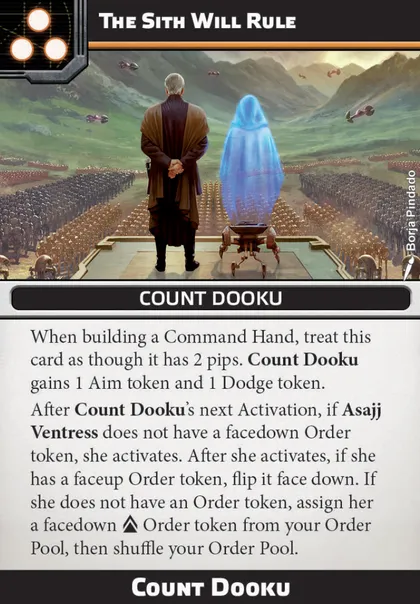 THE SITH WILL RULE
Borja Pindado
COUNT DOOKU
When building a Command Hand, treat this
card as though it has 2 pips. Count Dooku
gains 1 Aim token and 1 Dodge token.
After Count Dooku's next Activation, if Asajj
Ventress does not have a facedown Order
token, she activates. After she activates, if she
has a faceup Order token, flip it face down. If
she does not have an Order token, assign her
a facedown Order token from your Order
Pool, then shuffle your Order Pool.
COUNT DOOKU